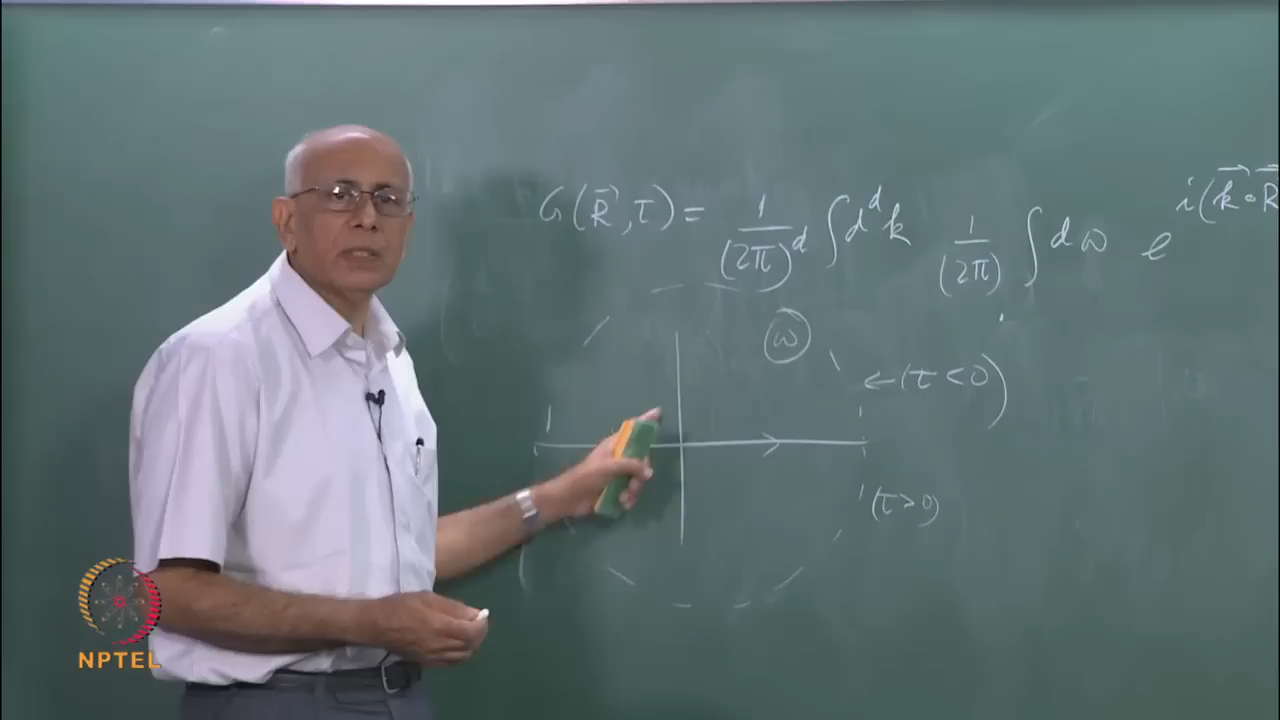 G(R⃗, τ) = 1/(2π)^d ∫ d^d k 1/(2π) ∫ dω e^{i(k⃗·R⃗
ω
← (τ < 0)
(τ > 0)
NPTEL